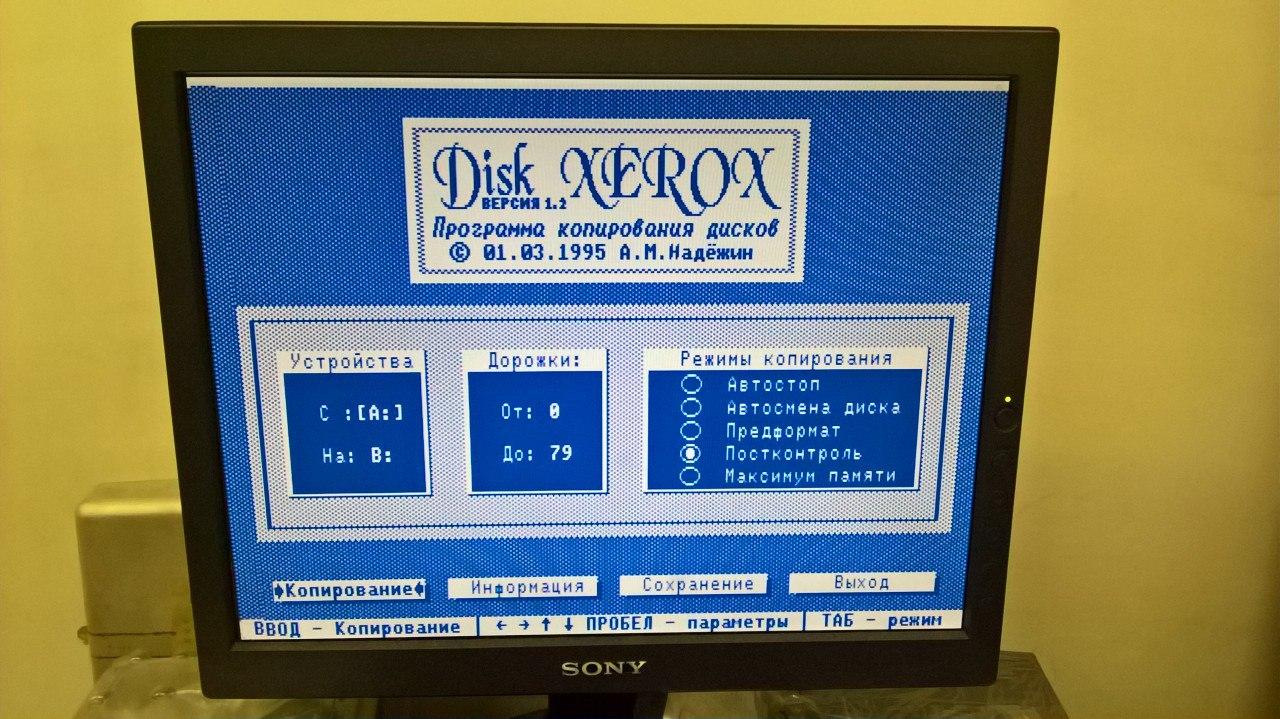 Disk XEROX
ВЕРСИЯ 1.2
Программа копирования дисков
© 01.03.1995 А.М.Надёжин
Устройства
С :[A:]
На: B:
Дорожки:
От: 0
До: 79
Режимы копирования
Автостоп
Автосмена диска
Предформат
Постконтроль
Максимум памяти
Копирование
Информация
Сохранение
Выход
ВВОД - Копирование | ← → ↑ ↓ ПРОБЕЛ - параметры | ТАБ - режим
SONY